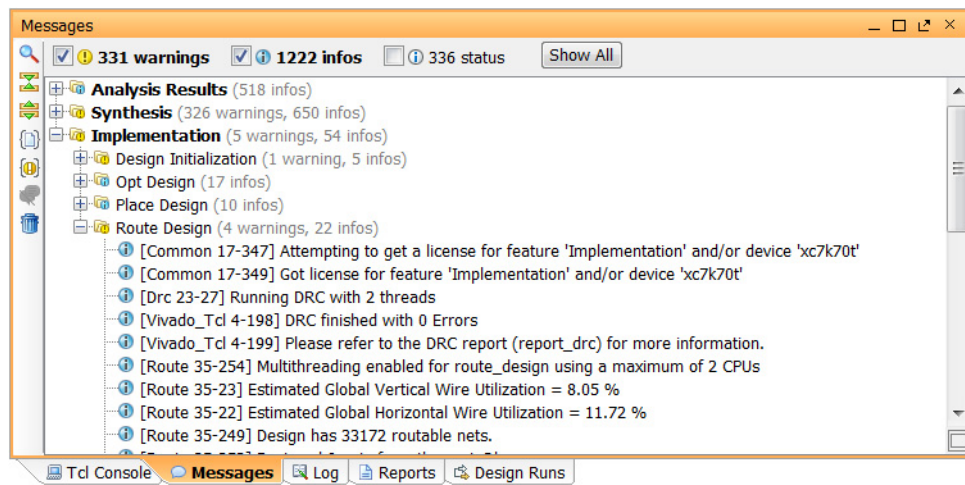 Messages
331 warnings 1222 infos 336 status Show All
Analysis Results (518 infos)
Synthesis (326 warnings, 650 infos)
Implementation (5 warnings, 54 infos)
Design Initialization (1 warning, 5 infos)
Opt Design (17 infos)
Place Design (10 infos)
Route Design (4 warnings, 22 infos)
[Common 17-347] Attempting to get a license for feature 'Implementation' and/or device 'xc7k70t'
[Common 17-349] Got license for feature 'Implementation' and/or device 'xc7k70t'
[Drc 23-27] Running DRC with 2 threads
[Vivado_Tcl 4-198] DRC finished with 0 Errors
[Vivado_Tcl 4-199] Please refer to the DRC report (report_drc) for more information.
[Route 35-254] Multithreading enabled for route_design using a maximum of 2 CPUs
[Route 35-23] Estimated Global Vertical Wire Utilization = 8.05 %
[Route 35-22] Estimated Global Horizontal Wire Utilization = 11.72 %
[Route 35-249] Design has 33172 routable nets.
Tcl Console Messages Log Reports Design Runs